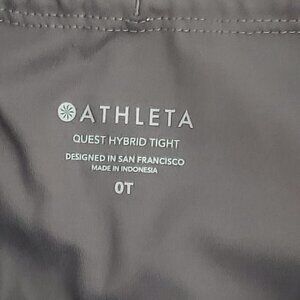 ATHLETA
QUEST HYBRID TIGHT
DESIGNED IN SAN FRANCISCO
MADE IN INDONESIA
0T